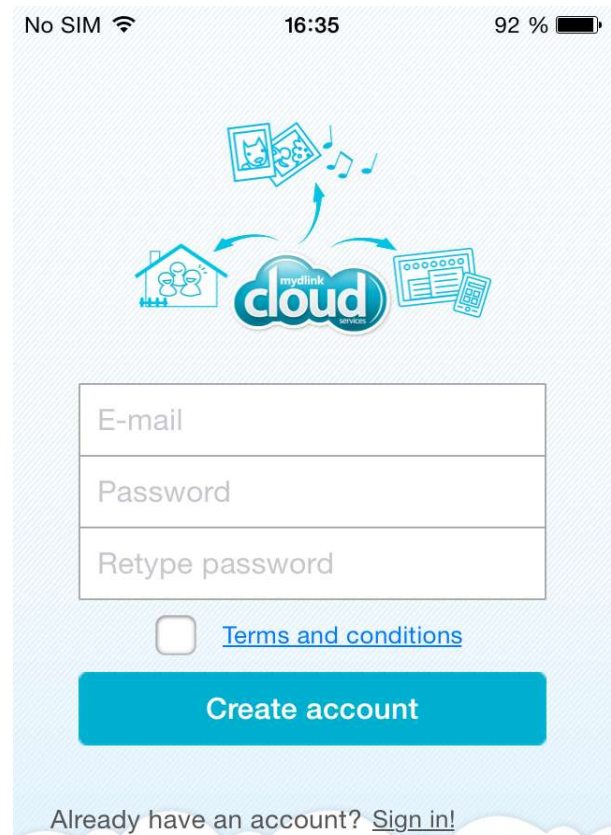 No SIM 16:35 92 %
mydlink
cloud
services
E-mail
Password
Retype password
Terms and conditions
Create account
Already have an account? Sign in!